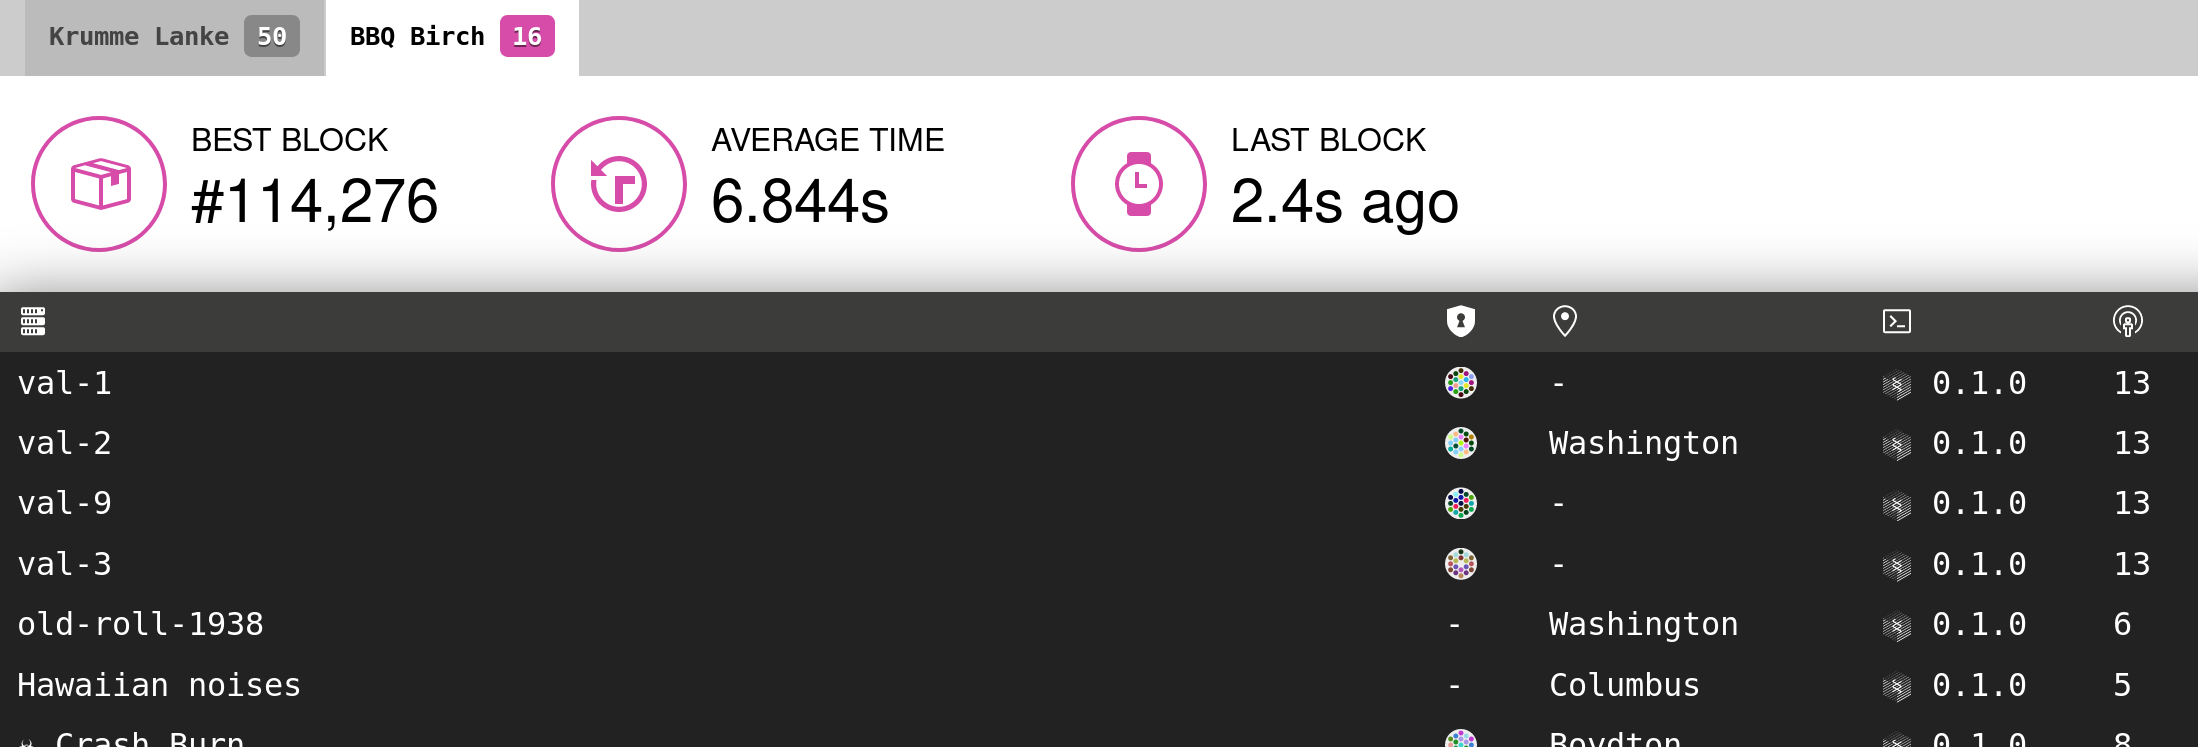 Krumme Lanke 50 BBQ Birch 16
BEST BLOCK AVERAGE TIME LAST BLOCK
#114,276 6.844s 2.4s ago
val-1 - 0.1.0 13
val-2 Washington 0.1.0 13
val-9 - 0.1.0 13
val-3 - 0.1.0 13
old-roll-1938 - Washington 0.1.0 6
Hawaiian noises - Columbus 0.1.0 5
☠ Crash Burn Boydton 0.1.0 8